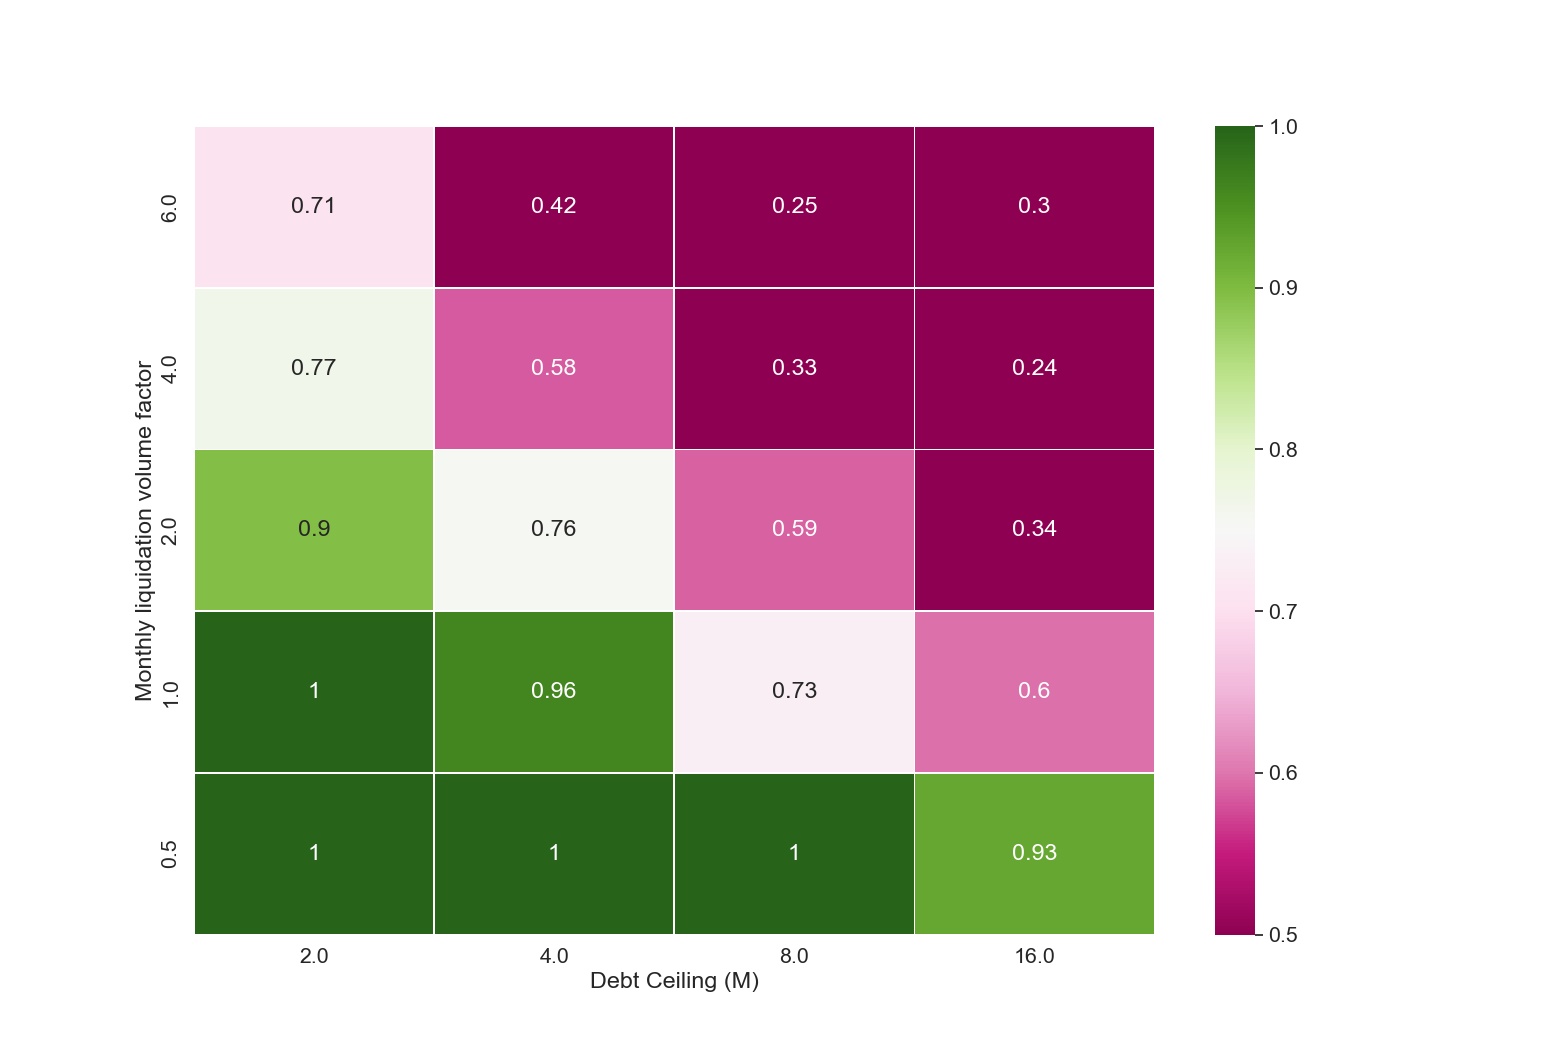 Monthly liquidation volume factor
6.0 0.71 0.42 0.25 0.3
4.0 0.77 0.58 0.33 0.24
2.0 0.9 0.76 0.59 0.34
1.0 1 0.96 0.73 0.6
0.5 1 1 1 0.93
2.0 4.0 8.0 16.0
Debt Ceiling (M)
1.0
0.9
0.8
0.7
0.6
0.5